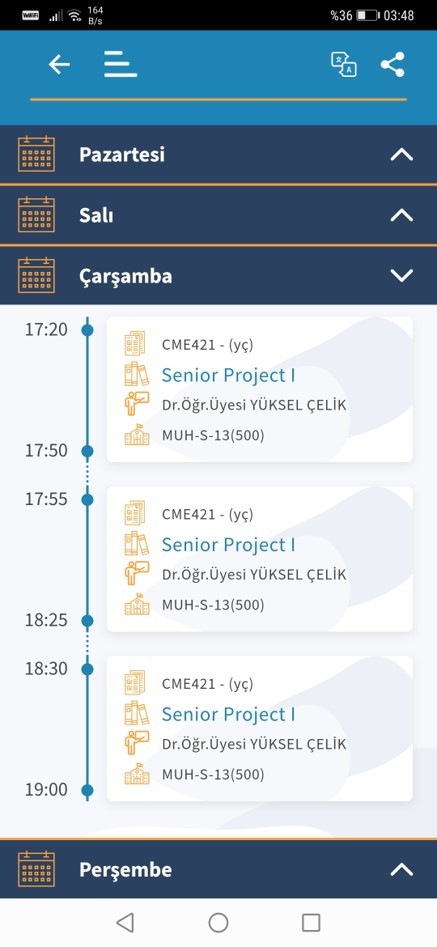 164
B/s
%36
03:48
Pazartesi
Salı
Çarşamba
17:20
CME421 - (yç)
Senior Project I
Dr.Öğr.Üyesi YÜKSEL ÇELİK
MUH-S-13(500)
17:50
17:55
CME421 - (yç)
Senior Project I
Dr.Öğr.Üyesi YÜKSEL ÇELİK
MUH-S-13(500)
18:25
18:30
CME421 - (yç)
Senior Project I
Dr.Öğr.Üyesi YÜKSEL ÇELİK
MUH-S-13(500)
19:00
Perşembe